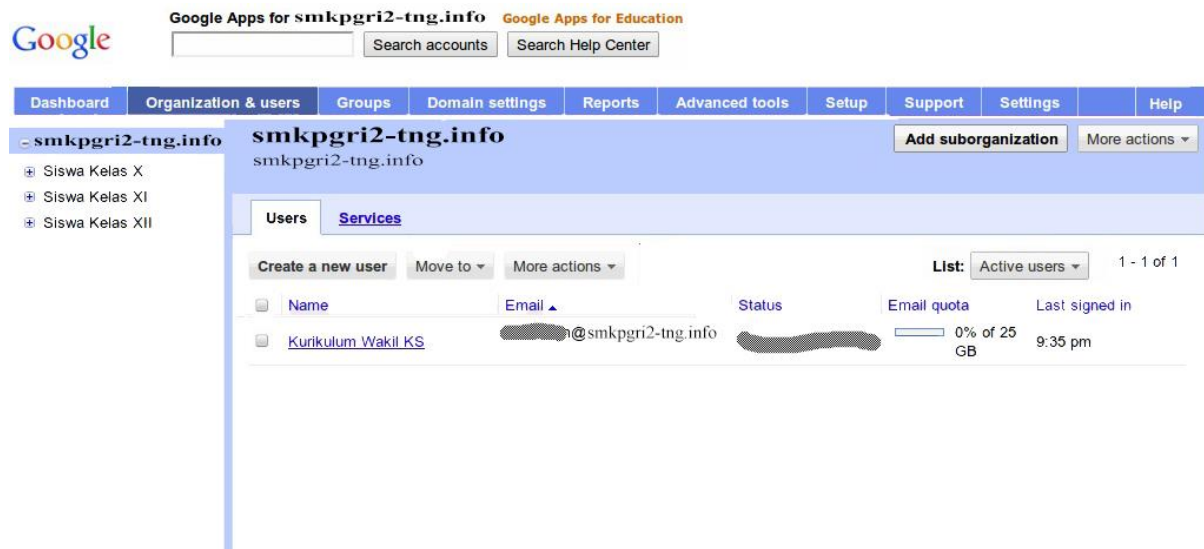 Google Apps for smkpgri2-tng.info Google Apps for Education
Google
Search accounts Search Help Center
Dashboard Organization & users Groups Domain settings Reports Advanced tools Setup Support Settings Help
smkpgri2-tng.info
Siswa Kelas X
Siswa Kelas XI
Siswa Kelas XII
smkpgri2-tng.info
smkpgri2-tng.info
Add suborganization More actions
Users Services
Create a new user Move to More actions List: Active users 1 - 1 of 1
Name Email Status Email quota Last signed in
Kurikulum Wakil KS @smkpgri2-tng.info 0% of 25 GB 9:35 pm